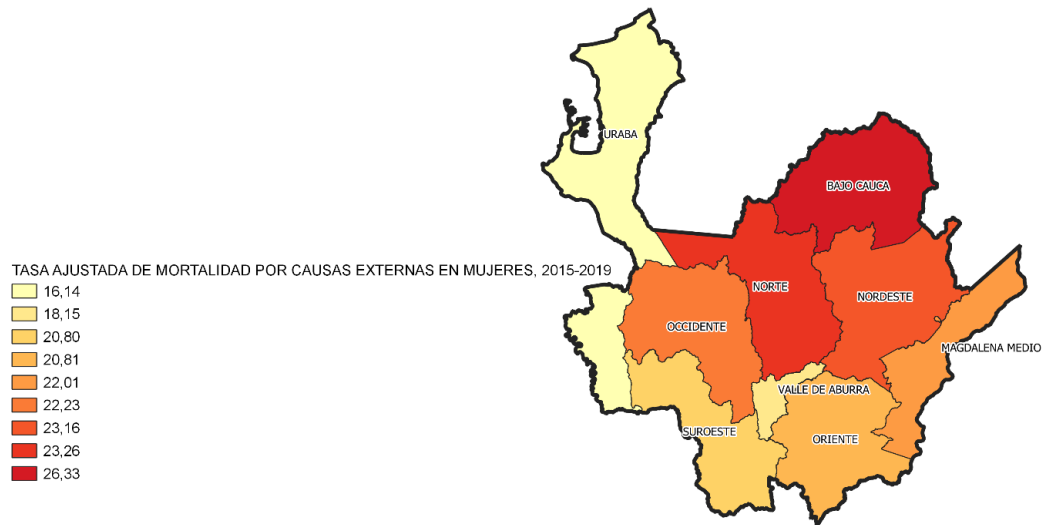 URABA
BAJO CAUCA
TASA AJUSTADA DE MORTALIDAD POR CAUSAS EXTERNAS EN MUJERES, 2015-2019
16,14
18,15
20,80
20,81
22,01
22,23
23,16
23,26
26,33
NORTE
NORDESTE
OCCIDENTE
MAGDALENA MEDIO
VALLE DE ABURRA
SUROESTE
ORIENTE